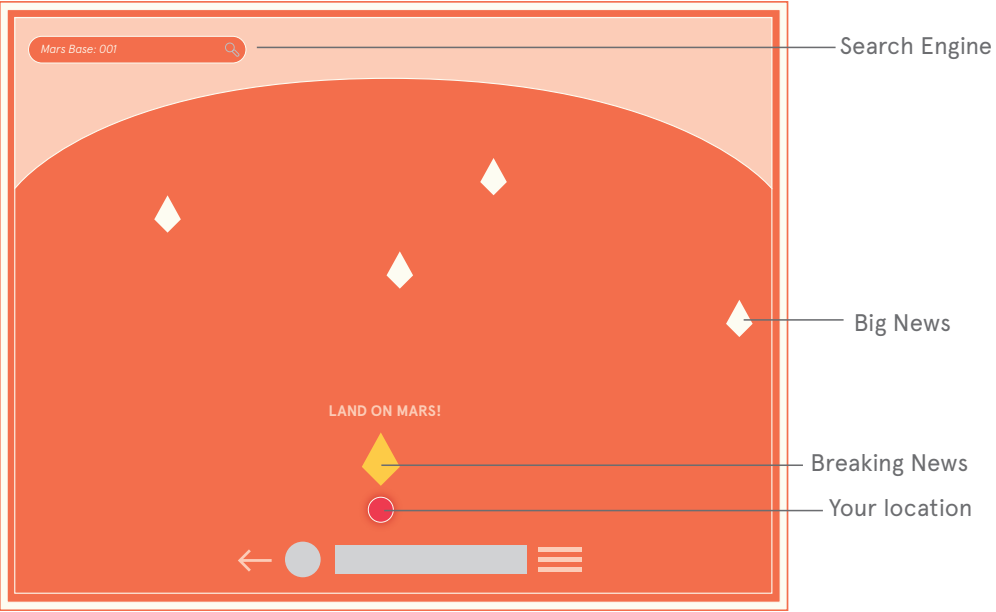 Mars Base: 001
Search Engine
Big News
LAND ON MARS!
Breaking News
Your location